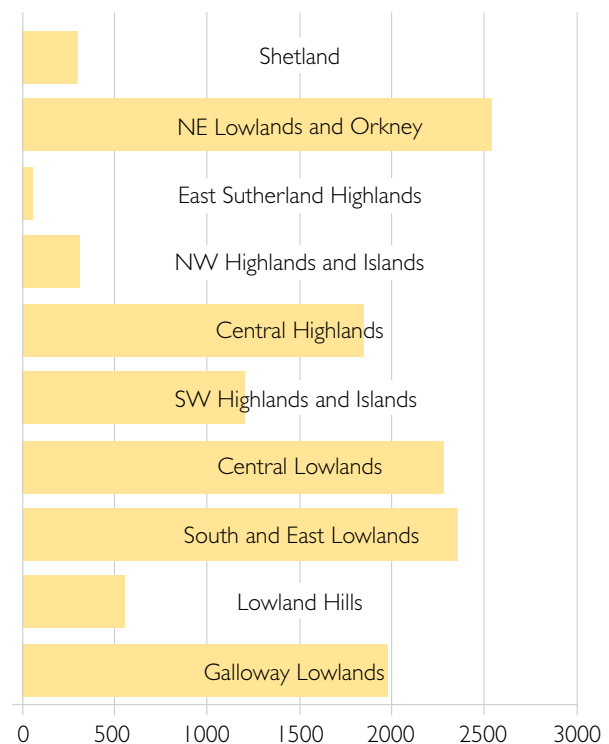 Shetland
NE Lowlands and Orkney
East Sutherland Highlands
NW Highlands and Islands
Central Highlands
SW Highlands and Islands
Central Lowlands
South and East Lowlands
Lowland Hills
Galloway Lowlands
0 500 1000 1500 2000 2500 3000